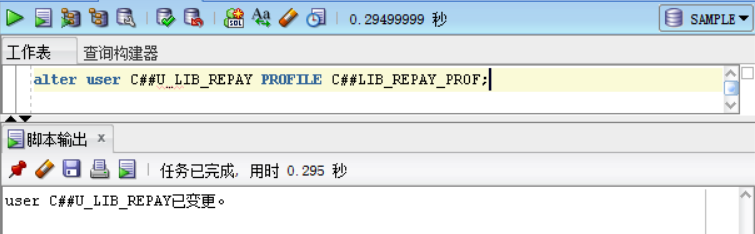 0.29499999 秒
SAMPLE
工作表 查询构建器
alter user C##U_LIB_REPAY PROFILE C##LIB_REPAY_PROF;
脚本输出 x
任务已完成, 用时 0.295 秒
user C##U_LIB_REPAY已变更。